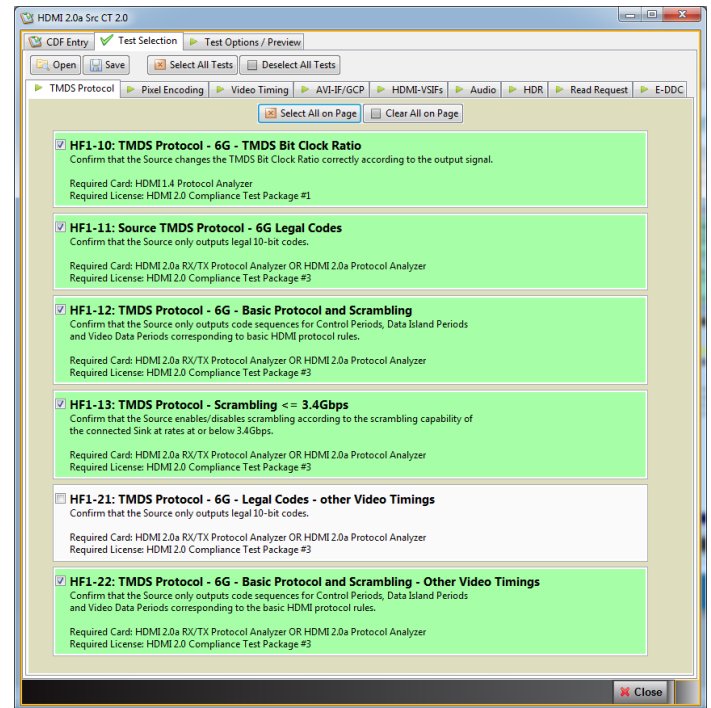 HDMI 2.0a Src CT 2.0
CDF Entry Test Selection Test Options / Preview
Open Save Select All Tests Deselect All Tests
TMDS Protocol Pixel Encoding Video Timing AVI-IF/GCP HDMI-VSIFs Audio HDR Read Request E-DDC
Select All on Page Clear All on Page
HF1-10: TMDS Protocol - 6G - TMDS Bit Clock Ratio
Confirm that the Source changes the TMDS Bit Clock Ratio correctly according to the output signal.
Required Card: HDMI 1.4 Protocol Analyzer
Required License: HDMI 2.0 Compliance Test Package #1
HF1-11: Source TMDS Protocol - 6G Legal Codes
Confirm that the Source only outputs legal 10-bit codes.
Required Card: HDMI 2.0a RX/TX Protocol Analyzer OR HDMI 2.0a Protocol Analyzer
Required License: HDMI 2.0 Compliance Test Package #3
HF1-12: TMDS Protocol - 6G - Basic Protocol and Scrambling
Confirm that the Source only outputs code sequences for Control Periods, Data Island Periods
and Video Data Periods corresponding to basic HDMI protocol rules.
Required Card: HDMI 2.0a RX/TX Protocol Analyzer OR HDMI 2.0a Protocol Analyzer
Required License: HDMI 2.0 Compliance Test Package #3
HF1-13: TMDS Protocol - Scrambling <= 3.4Gbps
Confirm that the Source enables/disables scrambling according to the scrambling capability of
the connected Sink at rates at or below 3.4Gbps.
Required Card: HDMI 2.0a RX/TX Protocol Analyzer OR HDMI 2.0a Protocol Analyzer
Required License: HDMI 2.0 Compliance Test Package #3
HF1-21: TMDS Protocol - 6G - Legal Codes - other Video Timings
Confirm that the Source only outputs legal 10-bit codes.
Required Card: HDMI 2.0a RX/TX Protocol Analyzer OR HDMI 2.0a Protocol Analyzer
Required License: HDMI 2.0 Compliance Test Package #3
HF1-22: TMDS Protocol - 6G - Basic Protocol and Scrambling - Other Video Timings
Confirm that the Source only outputs code sequences for Control Periods, Data Island Periods
and Video Data Periods corresponding to the basic HDMI protocol rules.
Required Card: HDMI 2.0a RX/TX Protocol Analyzer OR HDMI 2.0a Protocol Analyzer
Required License: HDMI 2.0 Compliance Test Package #3
Close